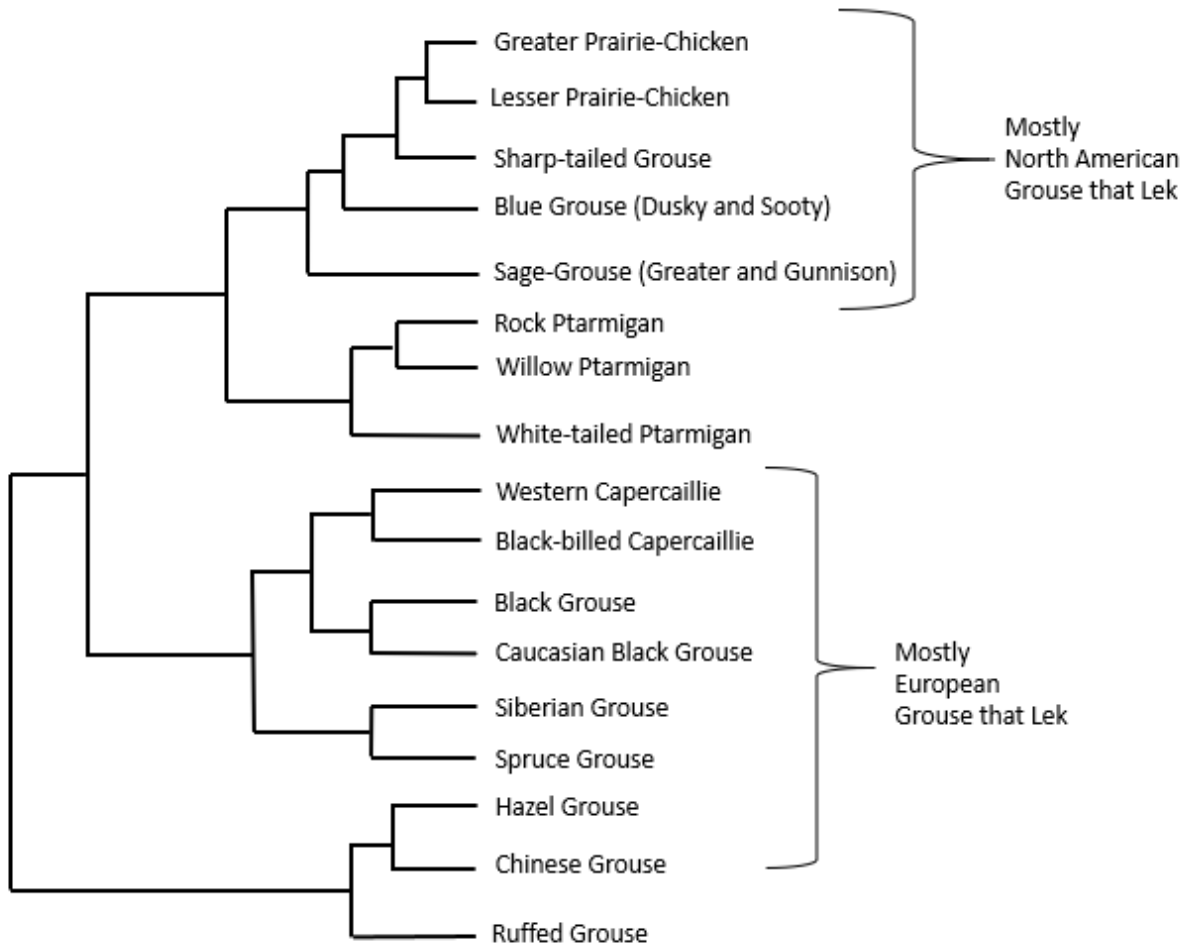 Greater Prairie-Chicken
Lesser Prairie-Chicken
Sharp-tailed Grouse
Blue Grouse (Dusky and Sooty)
Sage-Grouse (Greater and Gunnison)
Mostly
North American
Grouse that Lek
Rock Ptarmigan
Willow Ptarmigan
White-tailed Ptarmigan
Western Capercaillie
Black-billed Capercaillie
Black Grouse
Caucasian Black Grouse
Siberian Grouse
Spruce Grouse
Hazel Grouse
Chinese Grouse
Mostly
European
Grouse that Lek
Ruffed Grouse